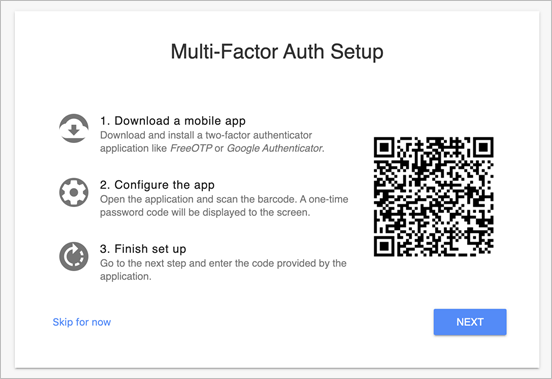 Multi-Factor Auth Setup
1. Download a mobile app
Download and install a two-factor authenticator
application like FreeOTP or Google Authenticator.
2. Configure the app
Open the application and scan the barcode. A one-time
password code will be displayed to the screen.
3. Finish set up
Go to the next step and enter the code provided by the
application.
Skip for now
NEXT